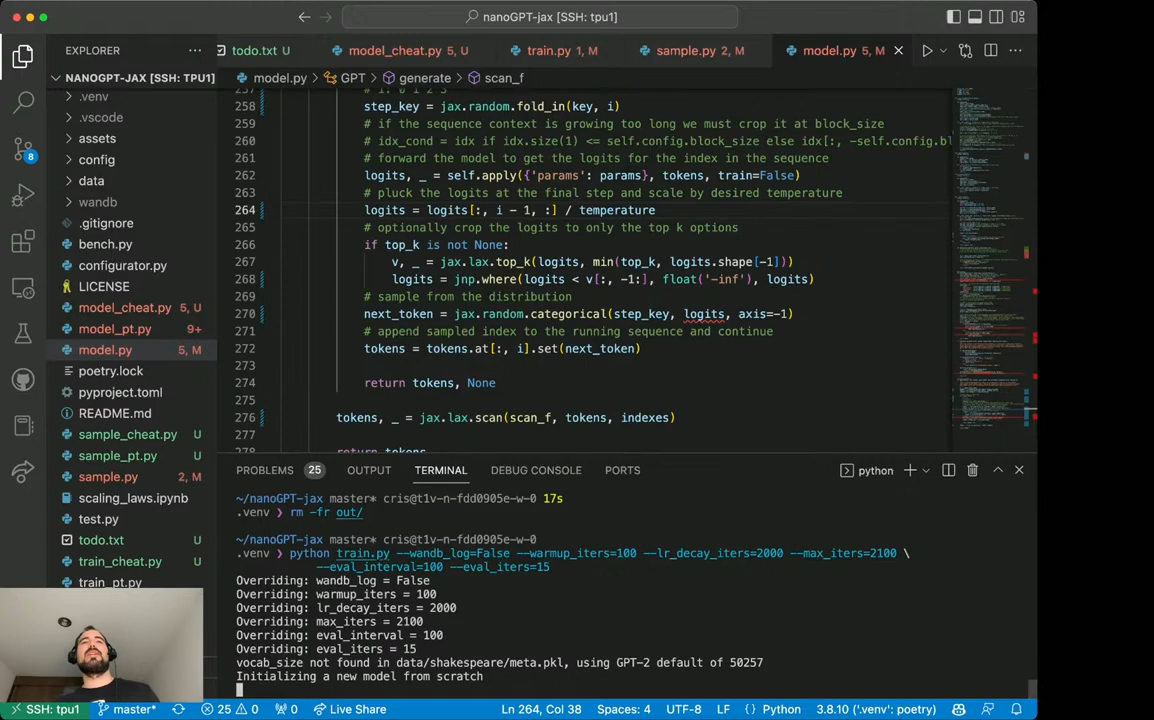 nanoGPT-jax [SSH: tpu1]
EXPLORER
todo.txt U
model_cheat.py 5, U
train.py 1, M
sample.py 2, M
model.py 5, M
NANOGPT-JAX [SSH: TPU1]
model.py > GPT > generate > scan_f
.venv
.vscode
assets
config
data
wandb
.gitignore
bench.py
configurator.py
LICENSE
model_cheat.py 5, U
model_pt.py 9+
model.py 5, M
poetry.lock
pyproject.toml
README.md
sample_cheat.py U
sample_pt.py U
sample.py 2, M
scaling_laws.ipynb
test.py
todo.txt U
train_cheat.py U
train_pt.py U
8
257 # i: 0 1 2 3
258 step_key = jax.random.fold_in(key, i)
259 # if the sequence context is growing too long we must crop it at block_size
260 # idx_cond = idx if idx.size(1) <= self.config.block_size else idx[:, -self.config.b
261 # forward the model to get the logits for the index in the sequence
262 logits, _ = self.apply({'params': params}, tokens, train=False)
263 # pluck the logits at the final step and scale by desired temperature
264 logits = logits[:, i - 1, :] / temperature
265 # optionally crop the logits to only the top k options
266 if top_k is not None:
267 v, _ = jax.lax.top_k(logits, min(top_k, logits.shape[-1]))
268 logits = jnp.where(logits < v[:, -1:], float('-inf'), logits)
269 # sample from the distribution
270 next_token = jax.random.categorical(step_key, logits, axis=-1)
271 # append sampled index to the running sequence and continue
272 tokens = tokens.at[:, i].set(next_token)
273
274 return tokens, None
275
276 tokens, _ = jax.lax.scan(scan_f, tokens, indexes)
277
278 return tokens
PROBLEMS 25 OUTPUT TERMINAL DEBUG CONSOLE PORTS
python
~/nanoGPT-jax master* cris@t1v-n-fdd0905e-w-0 17s
.venv ❯ rm -fr out/
~/nanoGPT-jax master* cris@t1v-n-fdd0905e-w-0
.venv ❯ python train.py --wandb_log=False --warmup_iters=100 --lr_decay_iters=2000 --max_iters=2100 \
--eval_interval=100 --eval_iters=15
Overriding: wandb_log = False
Overriding: warmup_iters = 100
Overriding: lr_decay_iters = 2000
Overriding: max_iters = 2100
Overriding: eval_interval = 100
Overriding: eval_iters = 15
vocab_size not found in data/shakespeare/meta.pkl, using GPT-2 default of 50257
Initializing a new model from scratch
SSH: tpu1
master*
25
0
0
Live Share
Ln 264, Col 38
Spaces: 4
UTF-8
LF
Python
3.8.10 ('.venv': poetry)